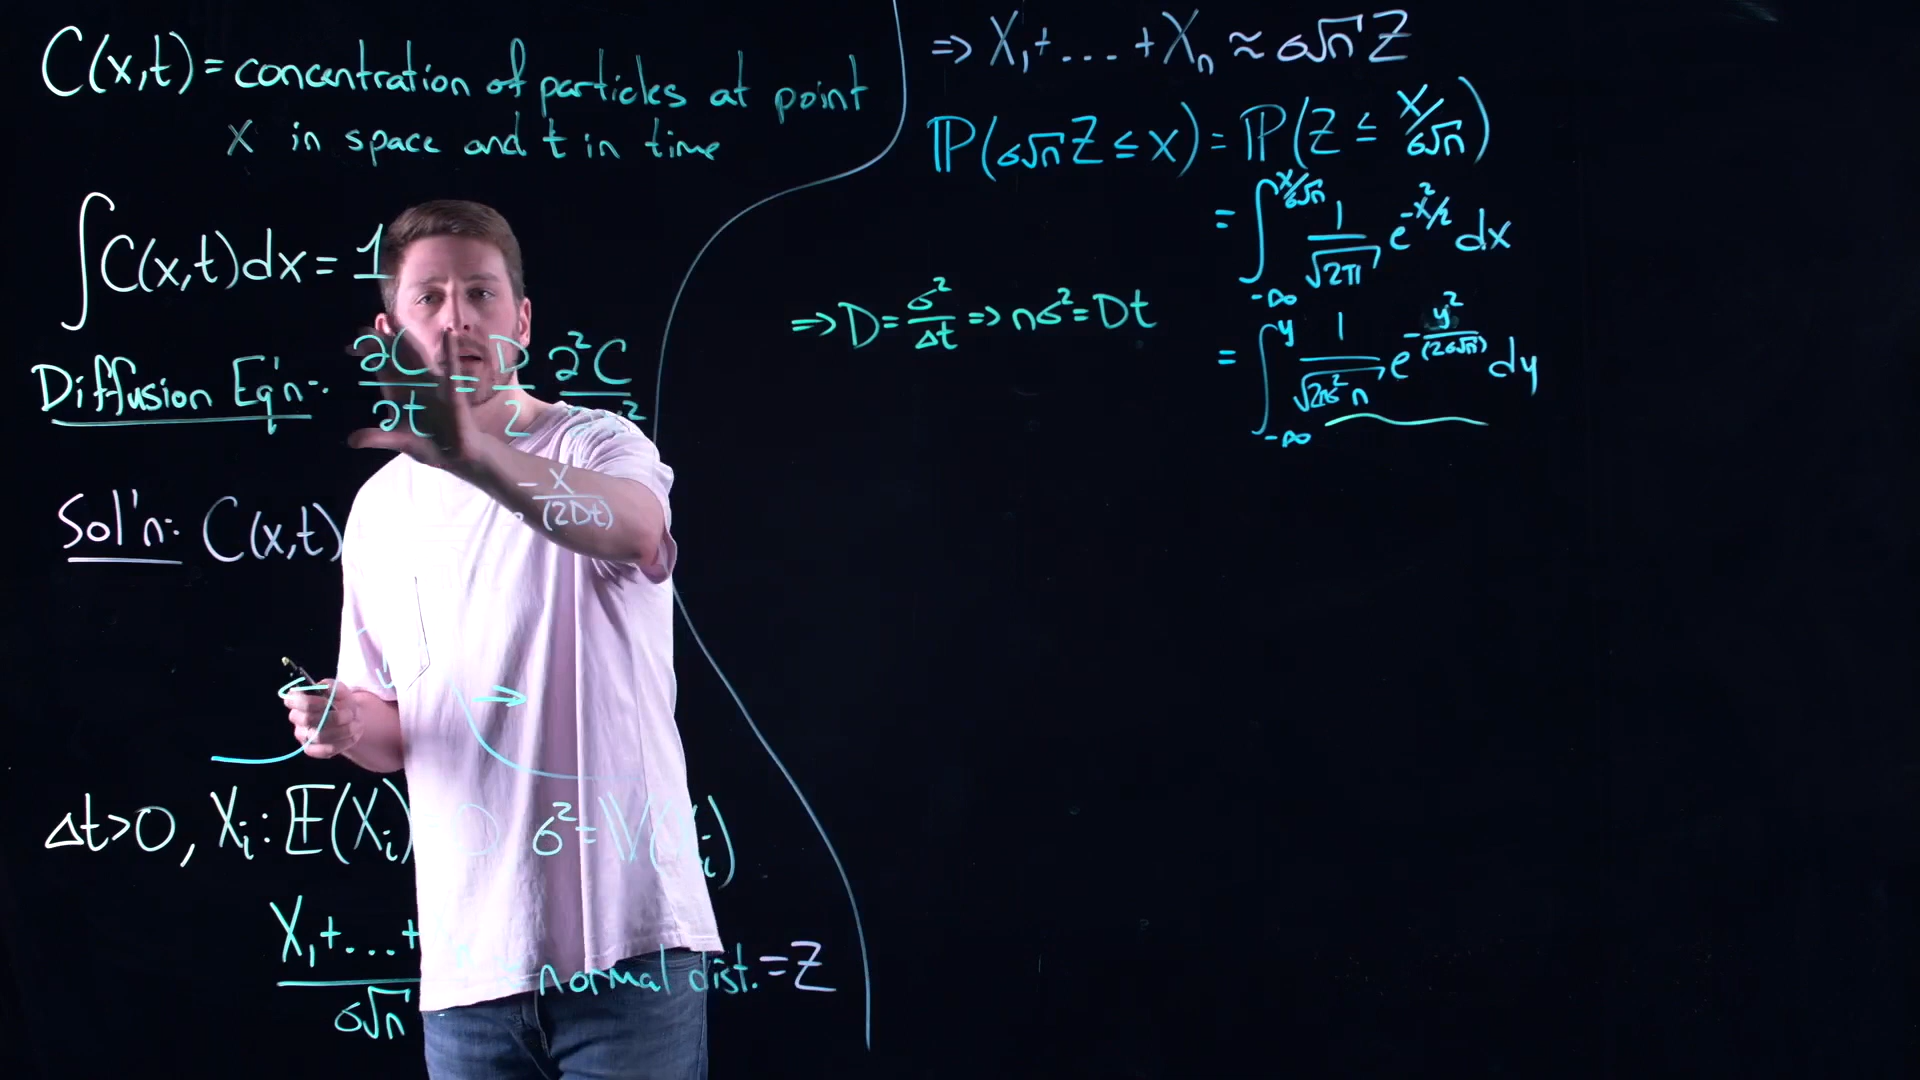 C(x,t) = concentration of particles at point
x in space and t in time
∫C(x,t)dx = 1
Diffusion Eq'n: ∂C/∂t = D/2 ∂²C/
Sol'n: C(x,t) -x/(2Dt)
Δt>0, Xᵢ: 𝔼(Xᵢ) = 0 σ² = 𝕍(Xᵢ)
X₁+...+Xₙ/σ√n ~ normal dist. = Z
⇒ X₁+...+Xₙ ≈ σ√n Z
ℙ(σ√n Z ≤ x) = ℙ(Z ≤ x/σ√n)
= ∫_{-∞}^{x/σ√n} 1/√2π e^{-x²/2} dx
⇒ D = σ²/Δt ⇒ nσ² = Dt
= ∫_{-∞}^{y} 1/√2πσ²n e^{-y²/(2σ√n)} dy